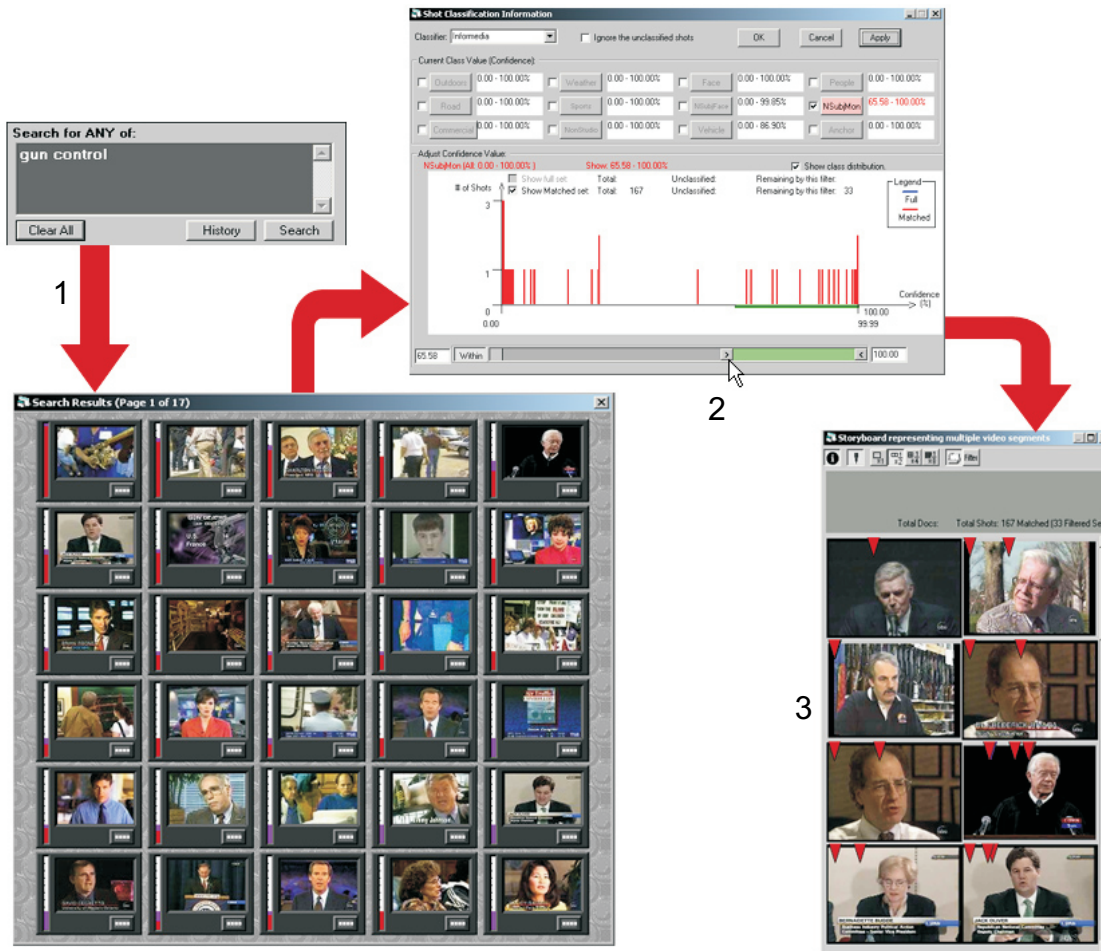 Shot Classification Information
Classifier: Informedia
Ignore the unclassified shots
OK
Cancel
Apply
Current Class Value (Confidence):
Outdoors 0.00 - 100.00% Weather 0.00 - 100.00% Face 0.00 - 100.00% People 0.00 - 100.00%
Road 0.00 - 100.00% Sports 0.00 - 100.00% NSubjFace 0.00 - 99.85% NSubjMon 65.58 - 100.00%
Commercial 0.00 - 100.00% NonStudio 0.00 - 100.00% Vehicle 0.00 - 86.90% Anchor 0.00 - 100.00%
Adjust Confidence Value:
NSubjMon (All: 0.00 - 100.00% ) Show: 65.58 - 100.00%
Show class distribution.
Show full set: Total: Unclassified: Remaining by this filter:
Show Matched set: Total: 167 Unclassified: Remaining by this filter: 33
# of Shots
3
1
0
0.00
Legend
Full
Matched
Confidence
(%)
100.00
99.99
65.58 Within > < 100.00
Search for ANY of:
gun control
Clear All
History
Search
1
2
Search Results (Page 1 of 17)
U.S.
France
3
Storyboard representing multiple video segments
Filter
Total Docs: Total Shots: 167 Matched (33 Filtered Se
BERNADETTE BUDDE
JACK OLIVER